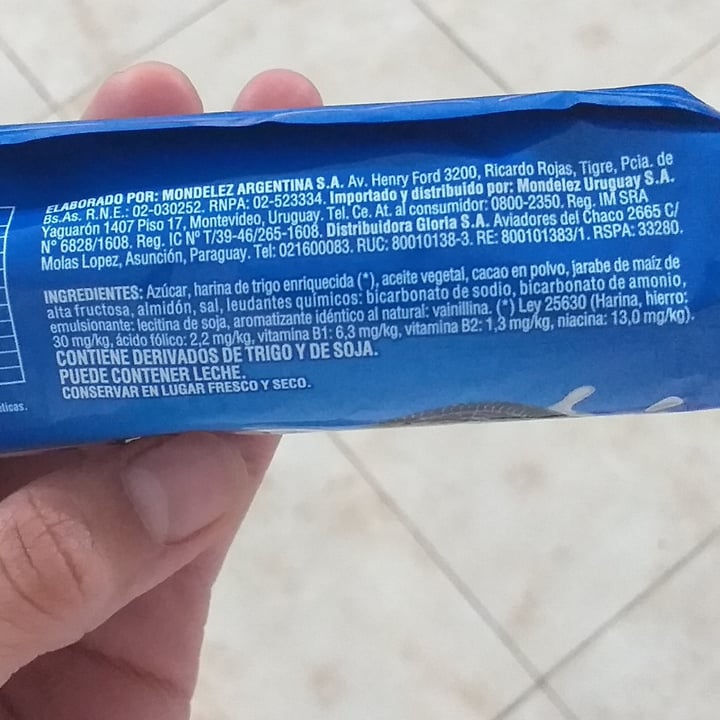 ELABORADO POR: MONDELEZ ARGENTINA S.A. Av. Henry Ford 3200, Ricardo Rojas, Tigre, Pcia. de
Bs.As. R.N.E.: 02-030252. RNPA: 02-523334. Importado y distribuido por: Mondelez Uruguay S.A.
Yaguarón 1407 Piso 17, Montevideo, Uruguay. Tel. Ce. At. al consumidor: 0800-2350. Reg. IM SRA
N° 6828/1608. Reg. IC N° T/39-46/265-1608. Distribuidora Gloria S.A. Aviadores del Chaco 2665 C/
Molas Lopez, Asunción, Paraguay. Tel: 021600083. RUC: 80010138-3. RE: 800101383/1. RSPA: 33280.
INGREDIENTES: Azúcar, harina de trigo enriquecida (*), aceite vegetal, cacao en polvo, jarabe de maíz de
alta fructosa, almidón, sal, leudantes químicos: bicarbonato de sodio, bicarbonato de amonio,
emulsionante: lecitina de soja, aromatizante idéntico al natural: vainillina. (*) Ley 25630 (Harina, hierro:
30 mg/kg, ácido fólico: 2,2 mg/kg, vitamina B1: 6,3 mg/kg, vitamina B2: 1,3 mg/kg, niacina: 13,0 mg/kg).
CONTIENE DERIVADOS DE TRIGO Y DE SOJA.
PUEDE CONTENER LECHE.
CONSERVAR EN LUGAR FRESCO Y SECO.